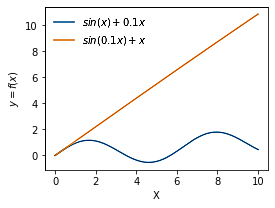 sin(x) + 0.1x
sin(0.1x) + x
y = f(x)
10
8
6
4
2
0
0 2 4 6 8 10
X